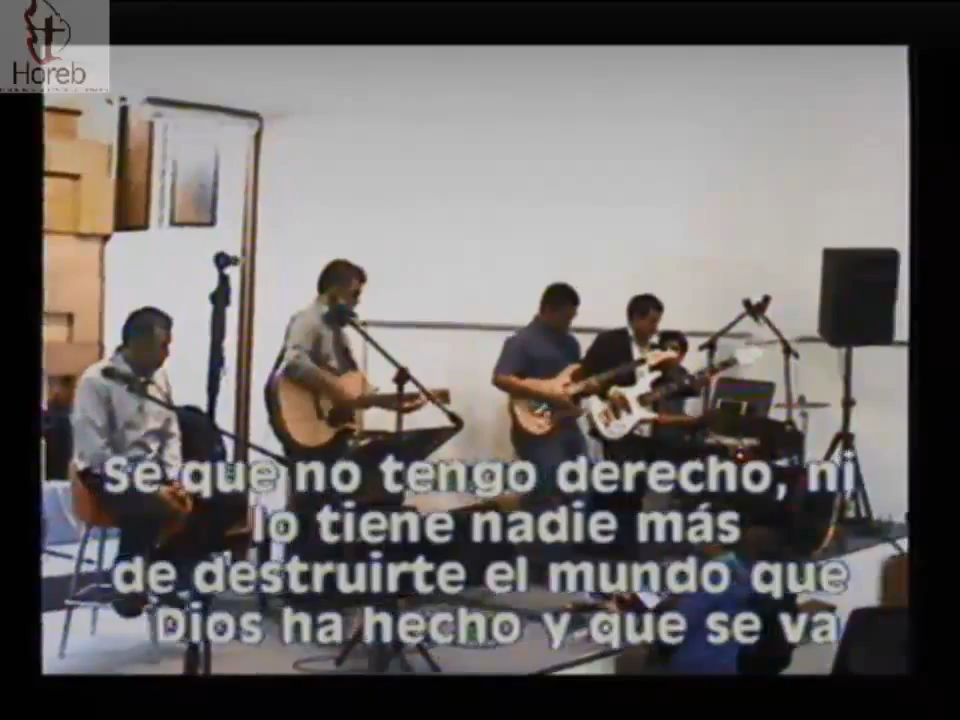 Horeb
Se que no tengo derecho, ni
lo tiene nadie más
de destruirte el mundo que
Dios ha hecho y que se va